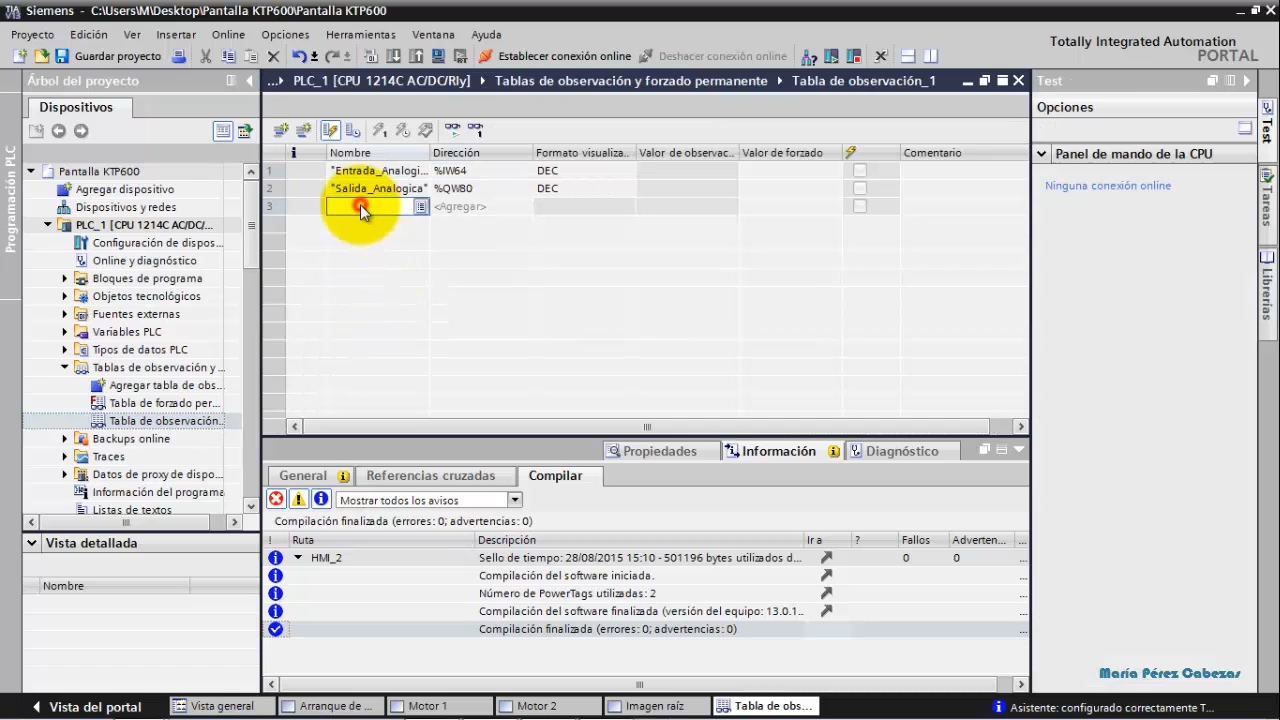 Siemens - C:\Users\M\Desktop\Pantalla KTP600\Pantalla KTP600
Proyecto Edición Ver Insertar Online Opciones Herramientas Ventana Ayuda
Totally Integrated Automation
PORTAL
Guardar proyecto Establecer conexión online Deshacer conexión online
Árbol del proyecto
... PLC_1 [CPU 1214C AC/DC/Rly] Tablas de observación y forzado permanente Tabla de observación_1
Test
Dispositivos
Opciones
Programación PLC
Test
Tareas
Librerías
Panel de mando de la CPU
Ninguna conexión online
i Nombre Dirección Formato visualiza... Valor de observac... Valor de forzado Comentario
1 "Entrada_Analogi... %IW64 DEC
2 "Salida_Analogica" %QW80 DEC
3 <Agregar>
Pantalla KTP600
Agregar dispositivo
Dispositivos y redes
PLC_1 [CPU 1214C AC/DC/...
Configuración de dispos...
Online y diagnóstico
Bloques de programa
Objetos tecnológicos
Fuentes externas
Variables PLC
Tipos de datos PLC
Tablas de observación y ...
Agregar tabla de obs...
Tabla de forzado per...
Tabla de observación...
Backups online
Traces
Datos de proxy de dispo...
Información del programa
Listas de textos
Vista detallada
Nombre
Propiedades Información Diagnóstico
General Referencias cruzadas Compilar
Mostrar todos los avisos
Compilación finalizada (errores: 0; advertencias: 0)
! Ruta Descripción Ir a ? Fallos Adverten... ...
HMI_2 Sello de tiempo: 28/08/2015 15:10 - 501196 bytes utilizados d... 0 0 ...
Compilación del software iniciada. ...
Número de PowerTags utilizadas: 2 ...
Compilación del software finalizada (versión del equipo: 13.0.1... ...
Compilación finalizada (errores: 0; advertencias: 0) ...
María Pérez Cabezas
Vista del portal Vista general Arranque de ... Motor 1 Motor 2 Imagen raíz Tabla de obs... Asistente: configurado correctamente T...